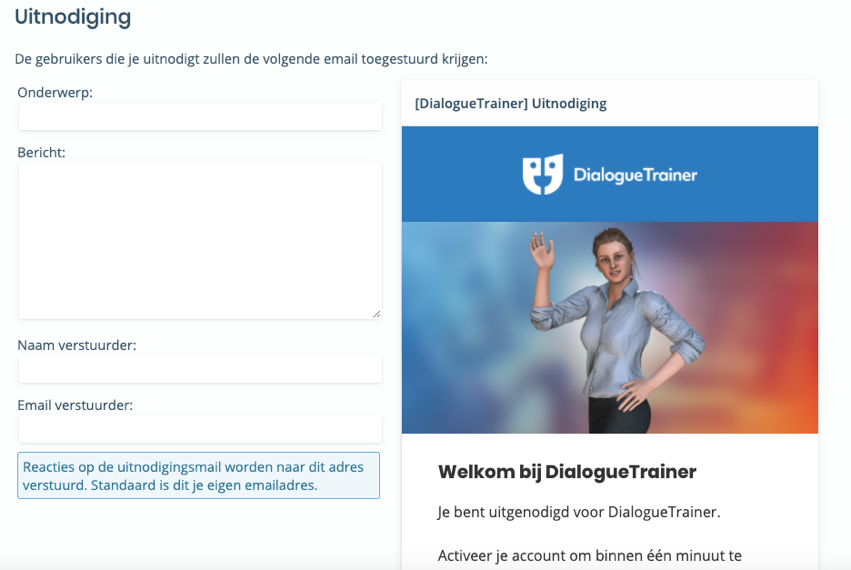 Uitnodiging
De gebruikers die je uitnodigt zullen de volgende email toegestuurd krijgen:
Onderwerp:
Bericht:
Naam verstuurder:
Email verstuurder:
Reacties op de uitnodigingsmail worden naar dit adres
verstuurd. Standaard is dit je eigen emailadres.
[DialogueTrainer] Uitnodiging
DialogueTrainer
Welkom bij DialogueTrainer
Je bent uitgenodigd voor DialogueTrainer.
Activeer je account om binnen één minuut te